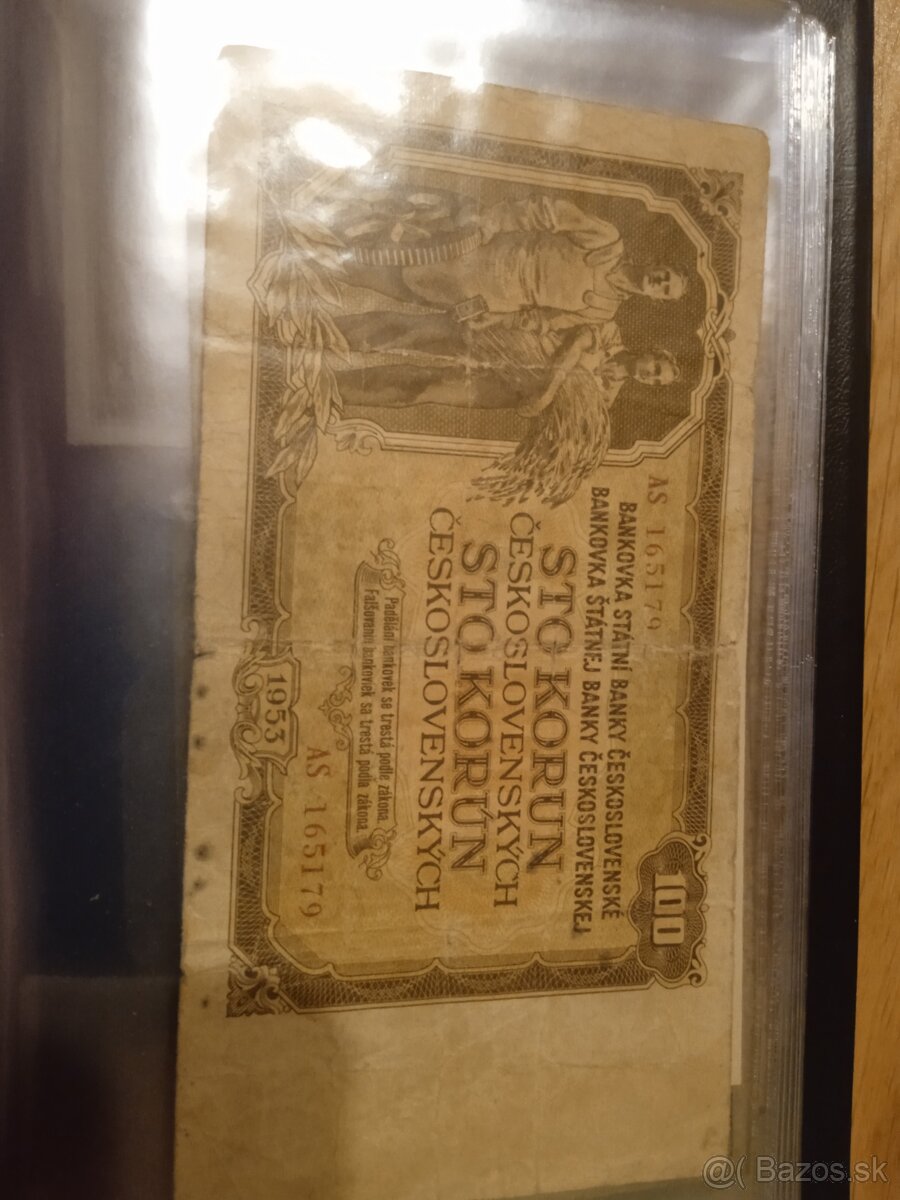 AS 165179
BANKOVKA STÁTNÍ BANKY ČESKOSLOVENSKÉ
BANKOVKA ŠTÁTNEJ BANKY ČESKOSLOVENSKEJ
STO KORUN
ČESKOSLOVENSKÝCH
STO KORÚN
ČESKOSLOVENSKÝCH
Padělání bankovek se trestá podle zákona.
Falšovanie bankoviek sa trestá podľa zákona.
AS 165179
1953
100
@( Bazos.sk